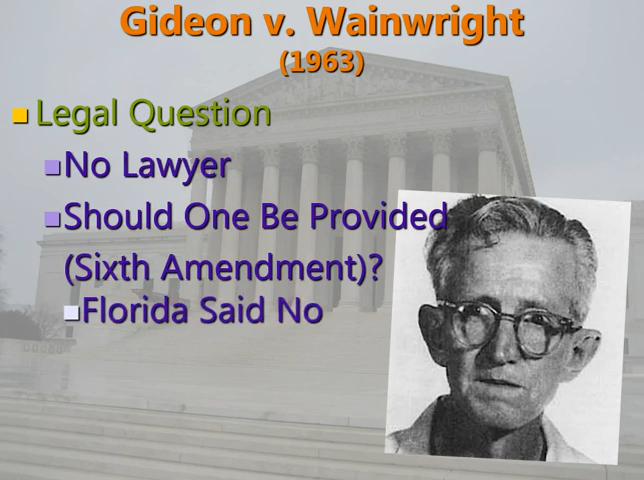 Gideon v. Wainwright
(1963)
Legal Question
No Lawyer
Should One Be Provided
(Sixth Amendment)?
Florida Said No